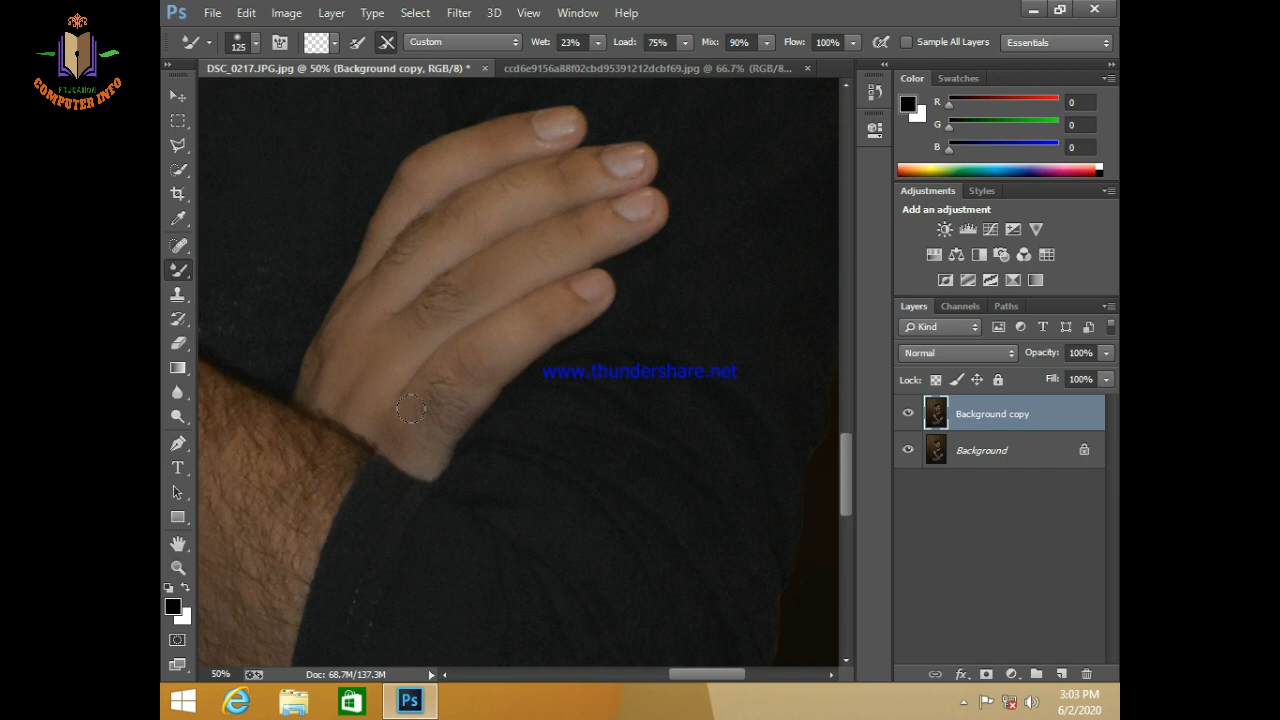 Ps File Edit Image Layer Type Select Filter 3D View Window Help
125 Custom Wet: 23% Load: 75% Mix: 90% Flow: 100% Sample All Layers Essentials
EDUCATION
COMPUTER INFO
DSC_0217.JPG.jpg @ 50% (Background copy, RGB/8) * × ccd6e9156a88f02cbd95391212dcbf69.jpg @ 66.7% (RGB/8... ×
Color Swatches
R 0
G 0
B 0
Adjustments Styles
Add an adjustment
Layers Channels Paths
Kind
Normal Opacity: 100%
Lock: Fill: 100%
Background copy
Background
www.thundershare.net
50% Doc: 68.7M/137.3M
fx
Ps
3:03 PM
6/2/2020